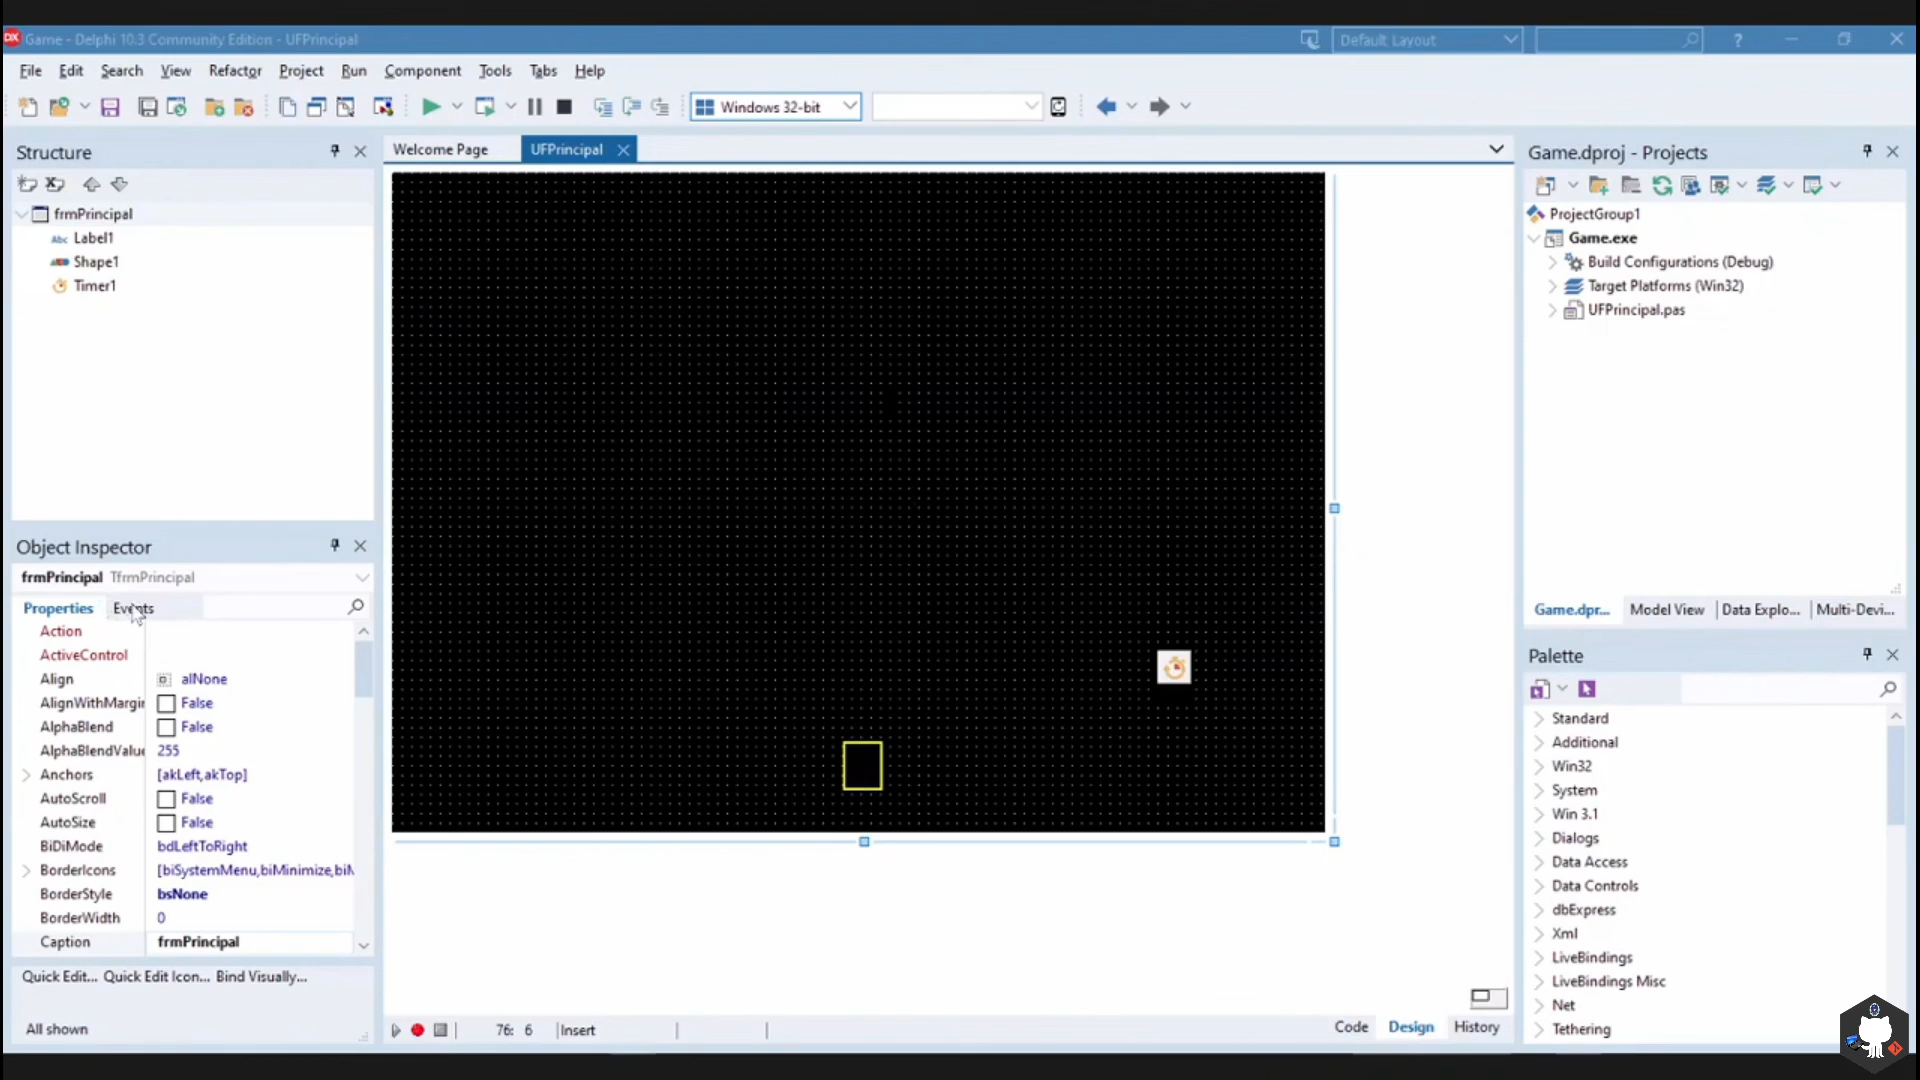 Game - Delphi 10.3 Community Edition - UFPrincipal
Default Layout
File Edit Search View Refactor Project Run Component Tools Tabs Help
Windows 32-bit
Structure
frmPrincipal
Label1
Shape1
Timer1
Object Inspector
frmPrincipal TfrmPrincipal
Properties Events
Action
ActiveControl
Align alNone
AlignWithMargin False
AlphaBlend False
AlphaBlendValue 255
Anchors [akLeft,akTop]
AutoScroll False
AutoSize False
BiDiMode bdLeftToRight
BorderIcons [biSystemMenu,biMinimize,biM
BorderStyle bsNone
BorderWidth 0
Caption frmPrincipal
Quick Edit... Quick Edit Icon... Bind Visually...
All shown
Welcome Page UFPrincipal
76: 6 Insert
Code Design History
Game.dproj - Projects
ProjectGroup1
Game.exe
Build Configurations (Debug)
Target Platforms (Win32)
UFPrincipal.pas
Game.dpr... Model View Data Explo... Multi-Devi...
Palette
Standard
Additional
Win32
System
Win 3.1
Dialogs
Data Access
Data Controls
dbExpress
Xml
LiveBindings
LiveBindings Misc
Net
Tethering